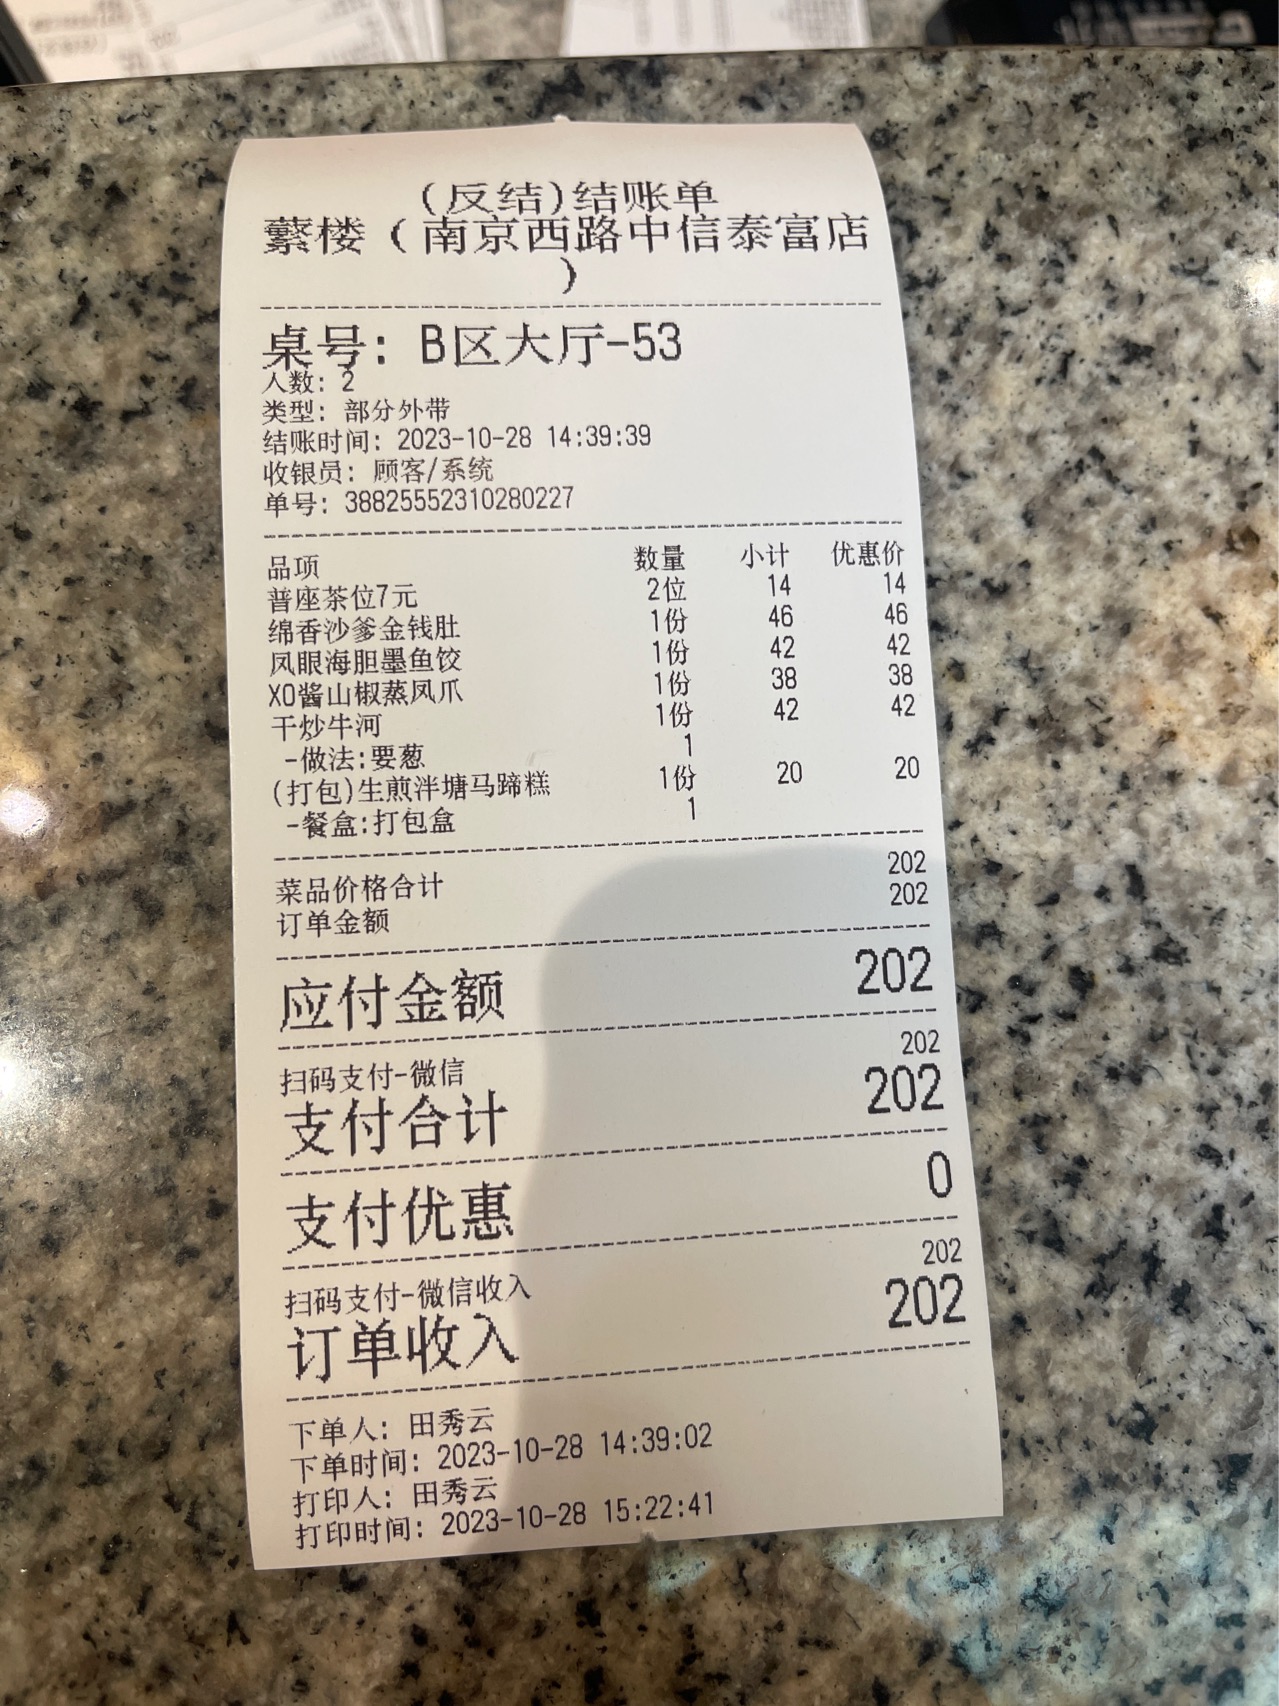 (反结)结账单
蘩楼（南京西路中信泰富店
）
桌号: B区大厅-53
人数: 2
类型: 部分外带
结账时间: 2023-10-28 14:39:39
收银员: 顾客/系统
单号: 38825552310280227
品项 数量 小计 优惠价
普座茶位7元 2位 14 14
绵香沙爹金钱肚 1份 46 46
凤眼海胆墨鱼饺 1份 42 42
XO酱山椒蒸凤爪 1份 38 38
干炒牛河 1份 42 42
-做法:要葱 1
(打包)生煎泮塘马蹄糕 1份 20 20
-餐盒:打包盒 1
菜品价格合计 202
订单金额 202
应付金额 202
扫码支付-微信 202
支付合计 202
支付优惠 0
扫码支付-微信收入 202
订单收入 202
下单人: 田秀云
下单时间: 2023-10-28 14:39:02
打印人: 田秀云
打印时间: 2023-10-28 15:22:41